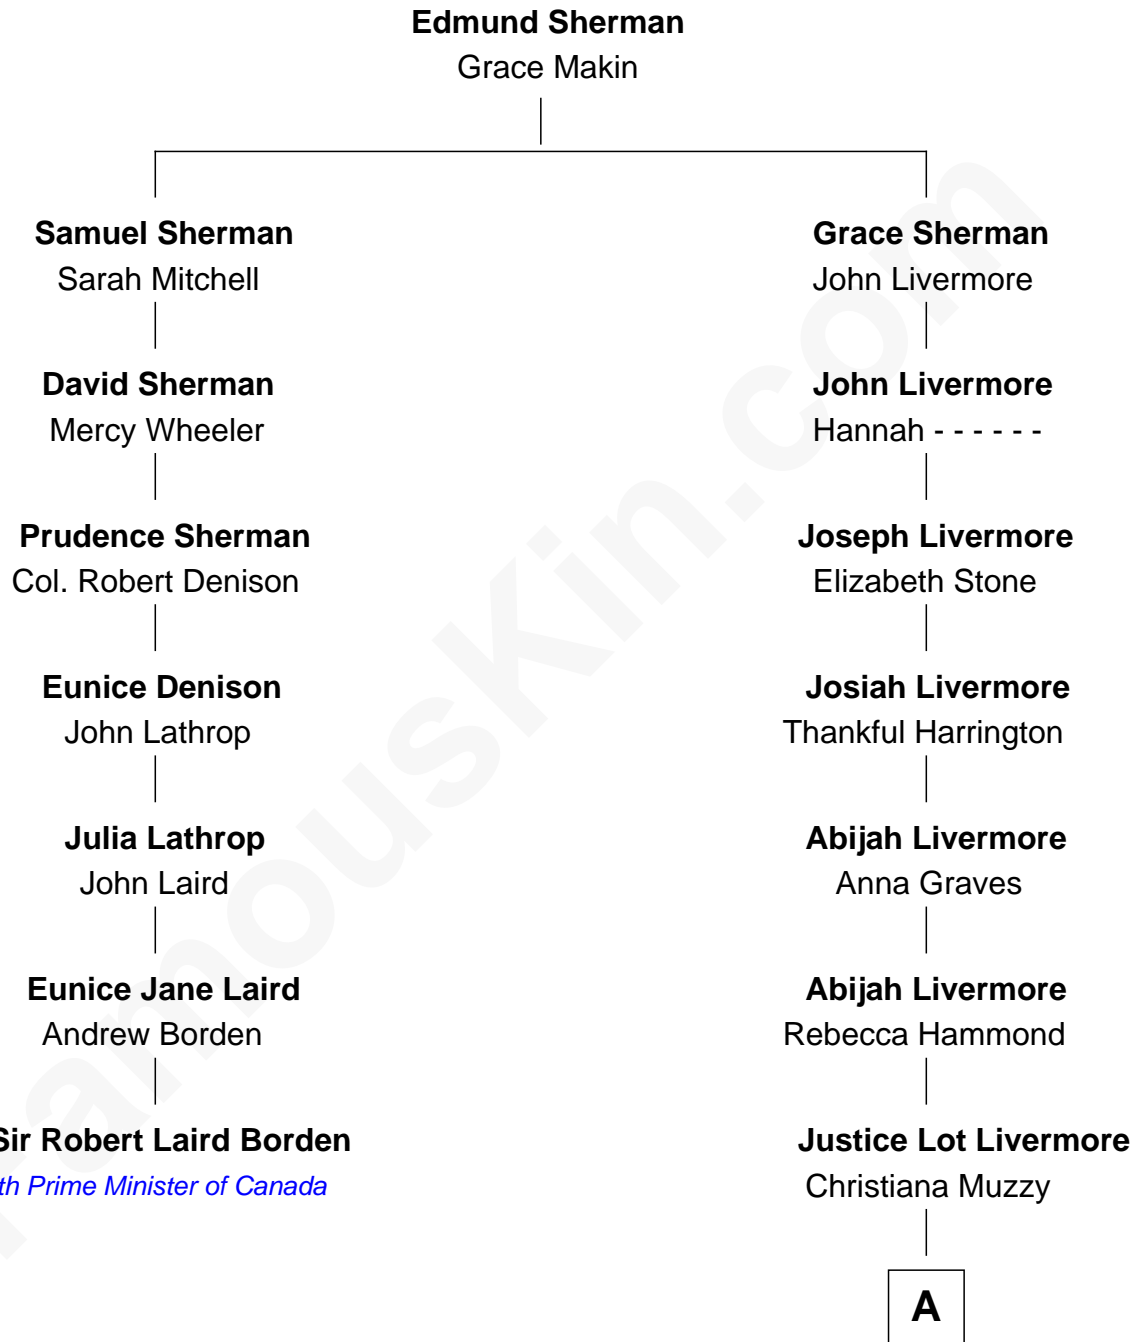 Edmund Sherman
Grace Makin
Samuel Sherman
Sarah Mitchell
David Sherman
Mercy Wheeler
Prudence Sherman
Col. Robert Denison
Eunice Denison
John Lathrop
Julia Lathrop
John Laird
Eunice Jane Laird
Andrew Borden
Sir Robert Laird Borden
th Prime Minister of Canada
Grace Sherman
John Livermore
John Livermore
Hannah - - - - - -
Joseph Livermore
Elizabeth Stone
Josiah Livermore
Thankful Harrington
Abijah Livermore
Anna Graves
Abijah Livermore
Rebecca Hammond
Justice Lot Livermore
Christiana Muzzy
A
FamousKin.com